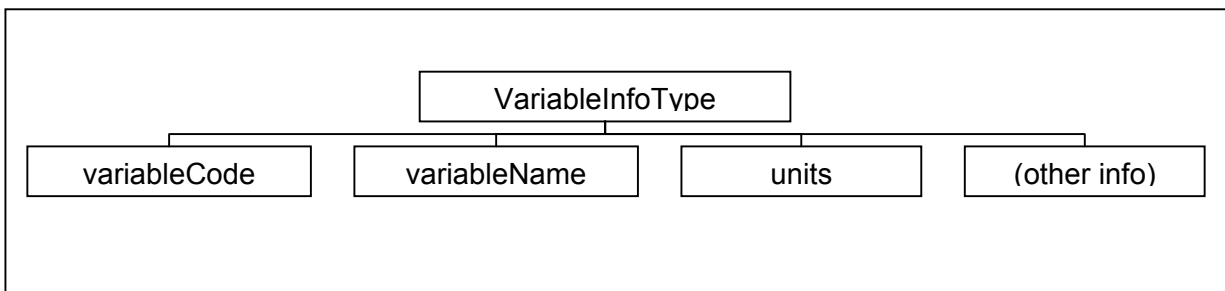 VariableInfoType
variableCode
variableName
units
(other info)